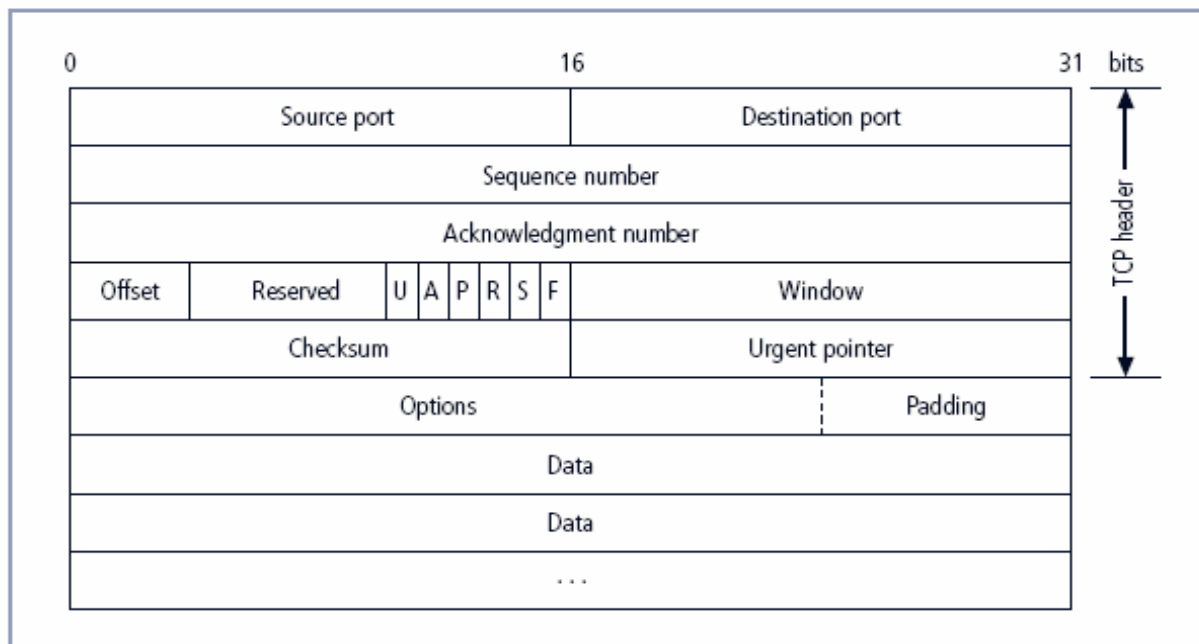 0 16 31 bits
Source port Destination port
Sequence number
Acknowledgment number
Offset Reserved U A P R S F Window
Checksum Urgent pointer
Options Padding
Data
Data
...
TCP header